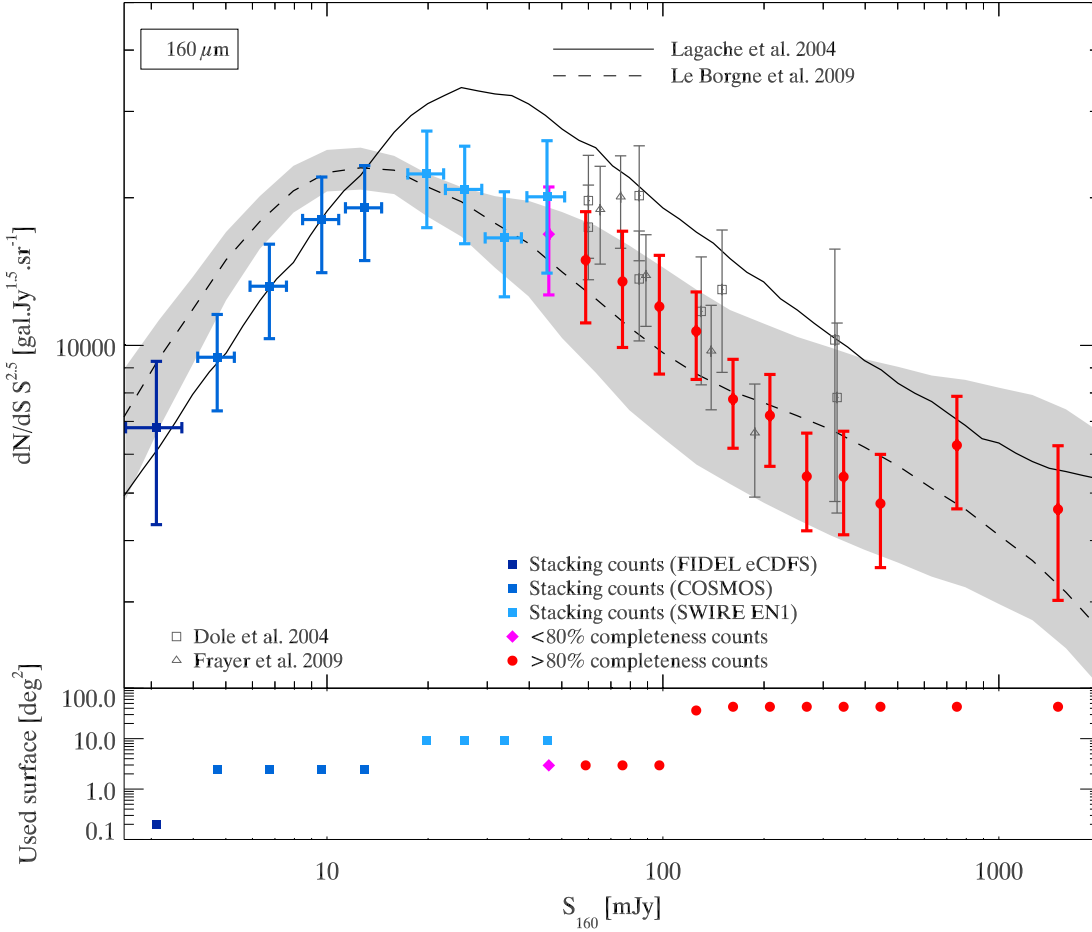 160 μm
Lagache et al. 2004
Le Borgne et al. 2009
dN/dS S^2.5 [gal.Jy^1.5.sr^-1]
10000
Stacking counts (FIDEL eCDFS)
Stacking counts (COSMOS)
Stacking counts (SWIRE EN1)
<80% completeness counts
>80% completeness counts
Dole et al. 2004
Frayer et al. 2009
Used surface [deg^2]
100.0
10.0
1.0
0.1
10 100 1000
S_160 [mJy]